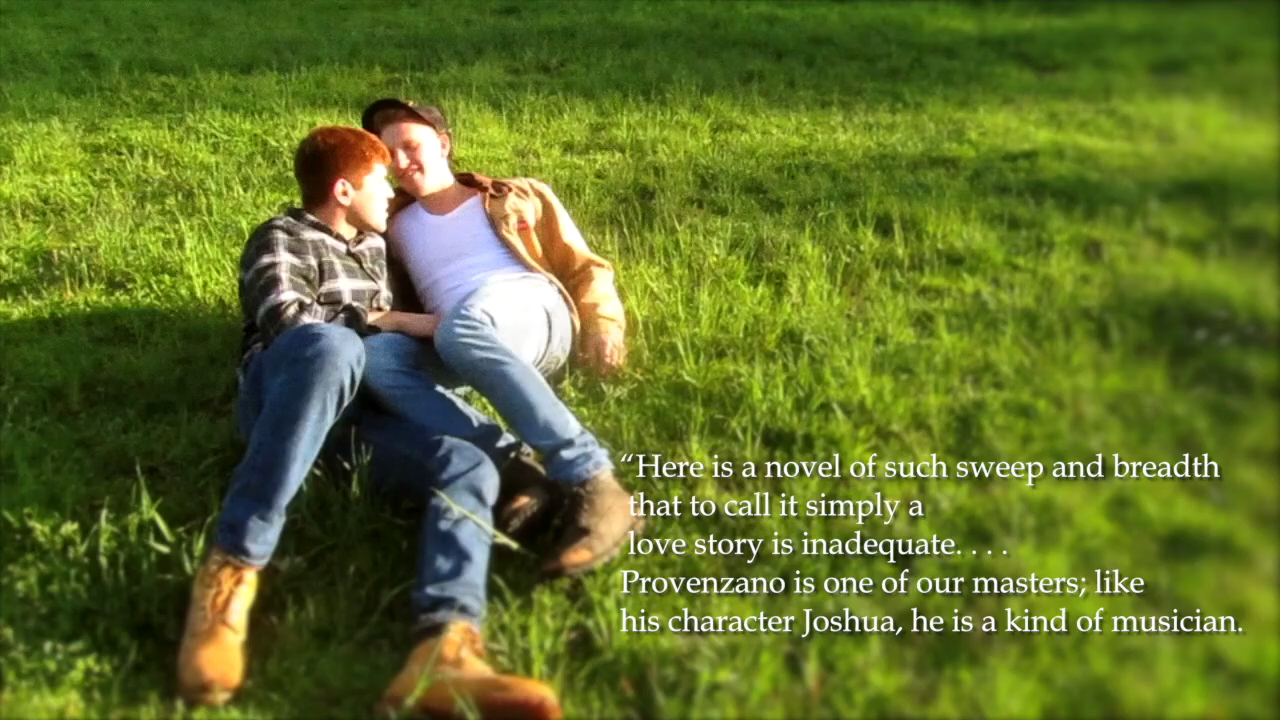 “Here is a novel of such sweep and breadth
that to call it simply a
love story is inadequate. . . .
Provenzano is one of our masters; like
his character Joshua, he is a kind of musician.